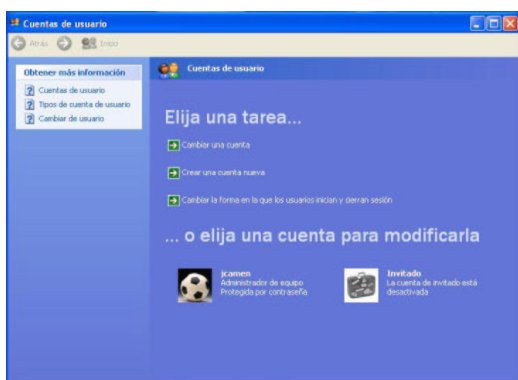 Cuentas de usuario
Atrás Inicio
Obtener más información
Cuentas de usuario
Tipos de cuenta de usuario
Cambiar de usuario
Cuentas de usuario
Elija una tarea...
Cambiar una cuenta
Crear una cuenta nueva
Cambiar la forma en la que los usuarios inician y cierran sesión
... o elija una cuenta para modificarla
jcamen
Administrador de equipo
Protegida por contraseña
Invitado
La cuenta de invitado está
desactivada